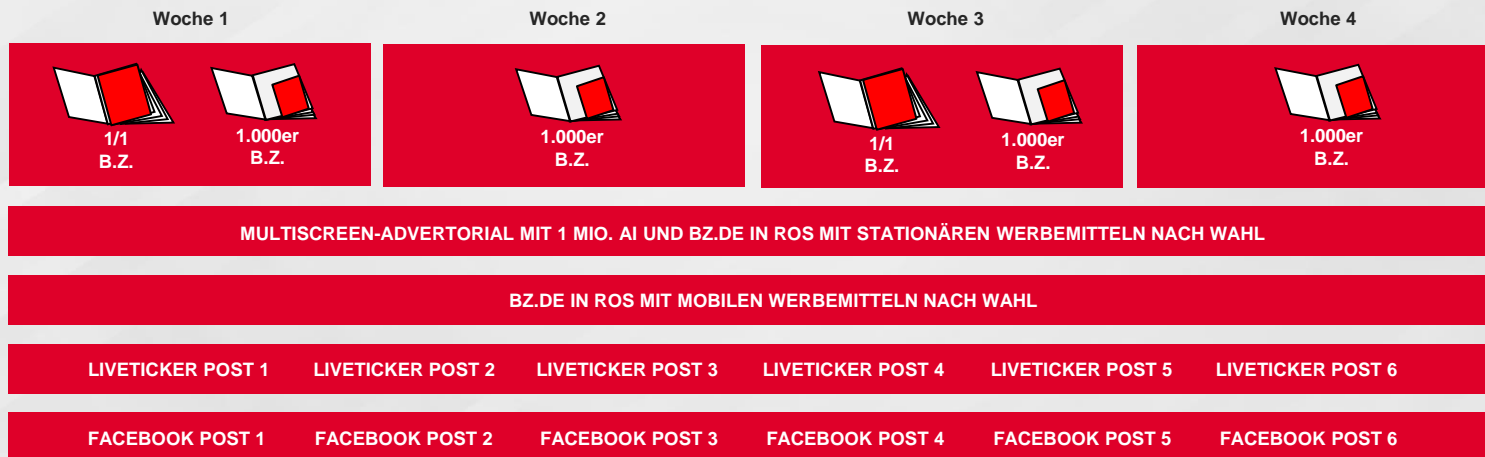 Woche 1 Woche 2 Woche 3 Woche 4
1/1 1.000er 1.000er 1/1 1.000er 1.000er
B.Z. B.Z. B.Z. B.Z. B.Z. B.Z.
MULTISCREEN-ADVERTORIAL MIT 1 MIO. AI UND BZ.DE IN ROS MIT STATIONÄREN WERBEMITTELN NACH WAHL
BZ.DE IN ROS MIT MOBILEN WERBEMITTELN NACH WAHL
LIVETICKER POST 1 LIVETICKER POST 2 LIVETICKER POST 3 LIVETICKER POST 4 LIVETICKER POST 5 LIVETICKER POST 6
FACEBOOK POST 1 FACEBOOK POST 2 FACEBOOK POST 3 FACEBOOK POST 4 FACEBOOK POST 5 FACEBOOK POST 6